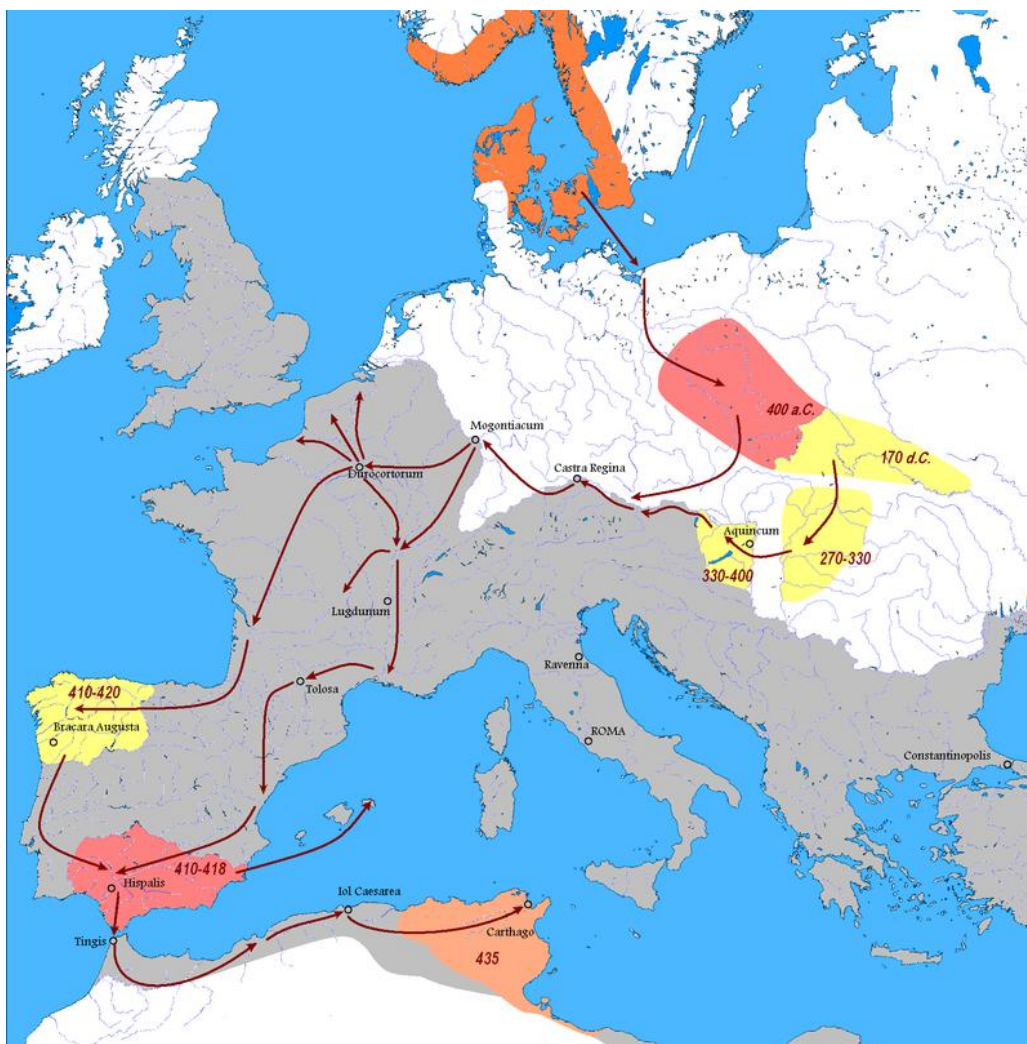 400 a.C.
Mogontiacum
170 d.C.
Durocortorum
Castra Regina
Aquincum
270-330
330-400
Lugdunum
Ravenna
Tolosa
410-420
Bracara Augusta
ROMA
Constantinopolis
410-418
Hispalis
Iol Caesarea
Carthago
Tingis
435